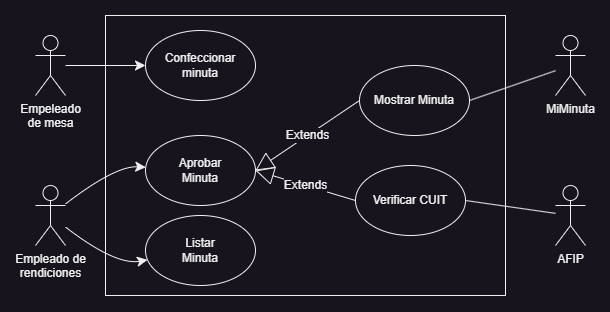 Confeccionar
minuta
Empeleado
de mesa
Mostrar Minuta
MiMinuta
Extends
Aprobar
Minuta
Extends
Verificar CUIT
Empleado de
rendiciones
Listar
Minuta
AFIP